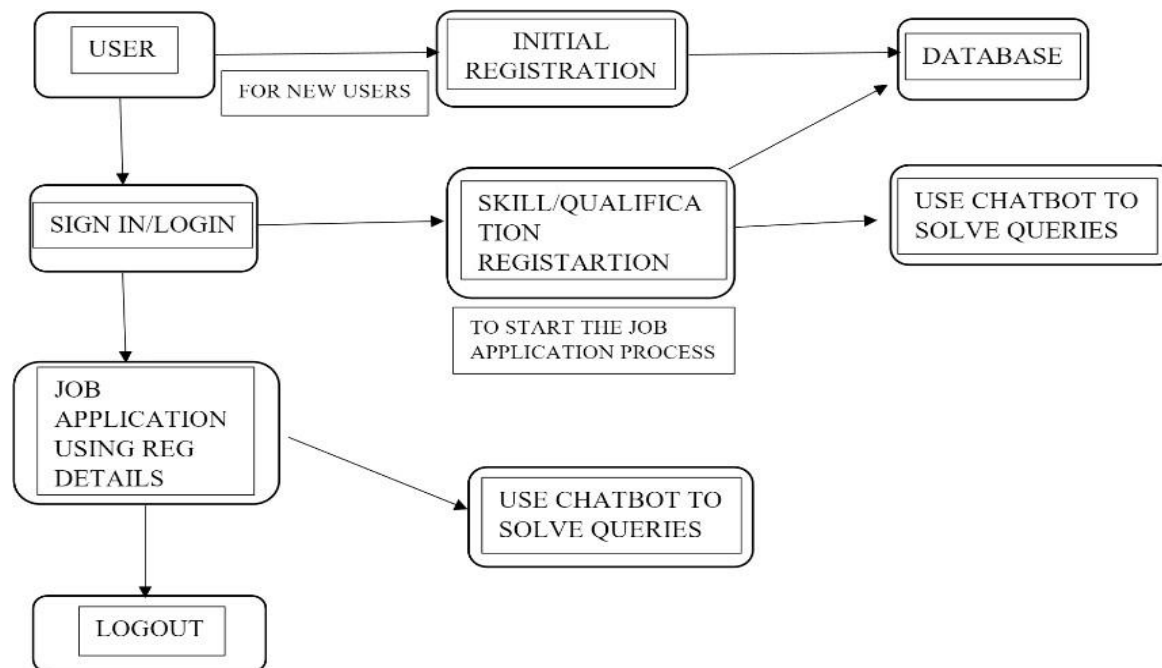 USER
INITIAL
REGISTRATION
DATABASE
FOR NEW USERS
SIGN IN/LOGIN
SKILL/QUALIFICA
TION
REGISTARTION
USE CHATBOT TO
SOLVE QUERIES
TO START THE JOB
APPLICATION PROCESS
JOB
APPLICATION
USING REG
DETAILS
USE CHATBOT TO
SOLVE QUERIES
LOGOUT